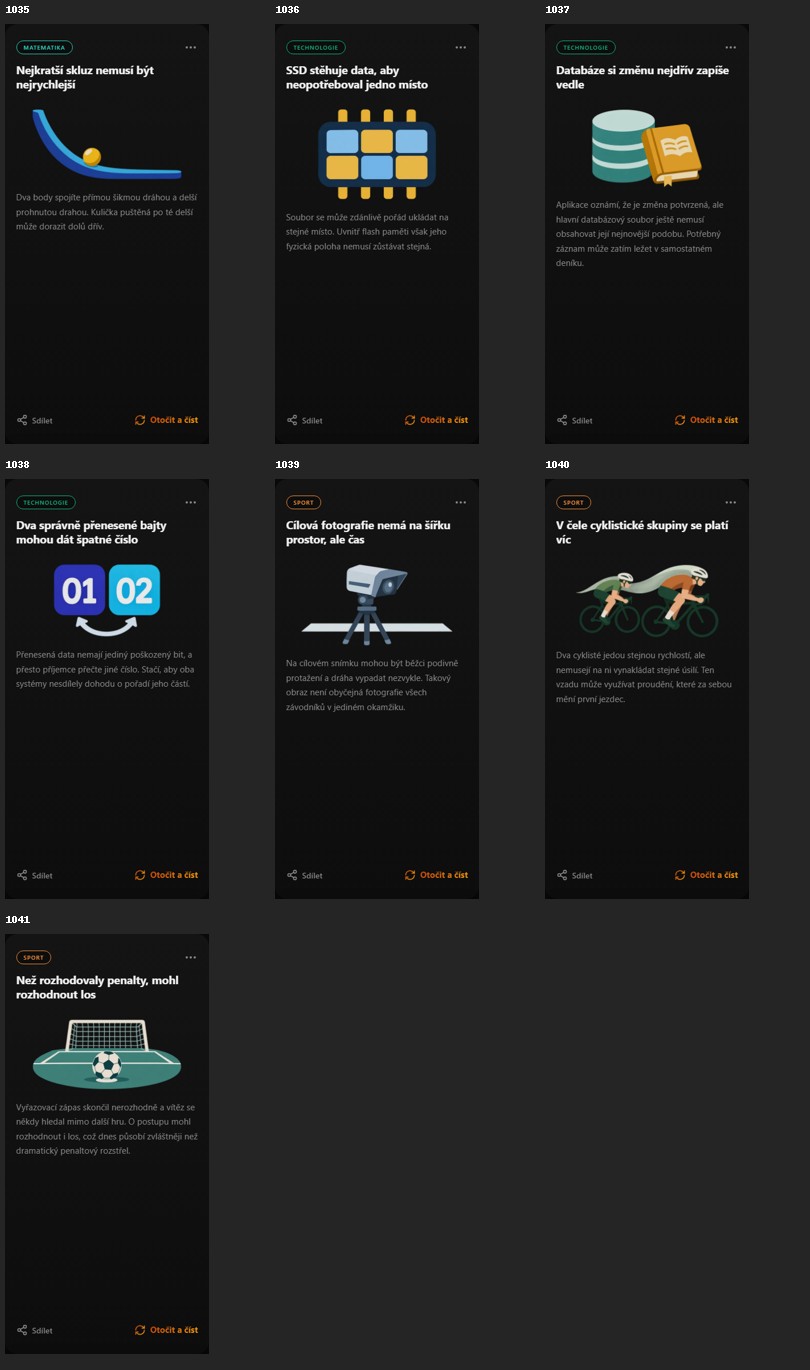 1035
MATEMATIKA
Nejkratší skluz nemusí být
nejrychlejší
Dva body spojíte přímou šikmou dráhou a delší
prohnutou drahou. Kulička puštěná po té delší
může dorazit dolů dřív.
Sdílet
Otočit a číst
1036
TECHNOLOGIE
SSD stěhuje data, aby
neopotřeboval jedno místo
Soubor se může zdánlivě pořád ukládat na
stejné místo. Uvnitř flash paměti však jeho
fyzická poloha nemusí zůstávat stejná.
Sdílet
Otočit a číst
1037
TECHNOLOGIE
Databáze si změnu nejdřív zapíše
vedle
Aplikace oznámí, že je změna potvrzená, ale
hlavní databázový soubor ještě nemusí
obsahovat její nejnovější podobu. Potřebný
záznam může zatím ležet v samostatném
deníku.
Sdílet
Otočit a číst
1038
TECHNOLOGIE
Dva správně přenesené bajty
mohou dát špatné číslo
01 02
Přenesená data nemají jediný poškozený bit, a
přesto příjemce přečte jiné číslo. Stačí, aby oba
systémy nesdílely dohodu o pořadí jeho částí.
Sdílet
Otočit a číst
1039
SPORT
Cílová fotografie nemá na šířku
prostor, ale čas
Na cílovém snímku mohou být běžci podivně
protažení a dráha vypadat nezvykle. Takový
obraz není obyčejná fotografie všech
závodníků v jediném okamžiku.
Sdílet
Otočit a číst
1040
SPORT
V čele cyklistické skupiny se platí
víc
Dva cyklisté jedou stejnou rychlostí, ale
nemusejí na ni vynakládat stejné úsilí. Ten
vzadu může využívat proudění, které za sebou
mění první jezdec.
Sdílet
Otočit a číst
1041
SPORT
Než rozhodovaly penalty, mohl
rozhodnout los
Vyřazovací zápas skončil nerozhodně a vítěz se
někdy hledal mimo další hru. O postupu mohl
rozhodnout i los, což dnes působí zvláštněji než
dramatický penaltový rozstřel.
Sdílet
Otočit a číst